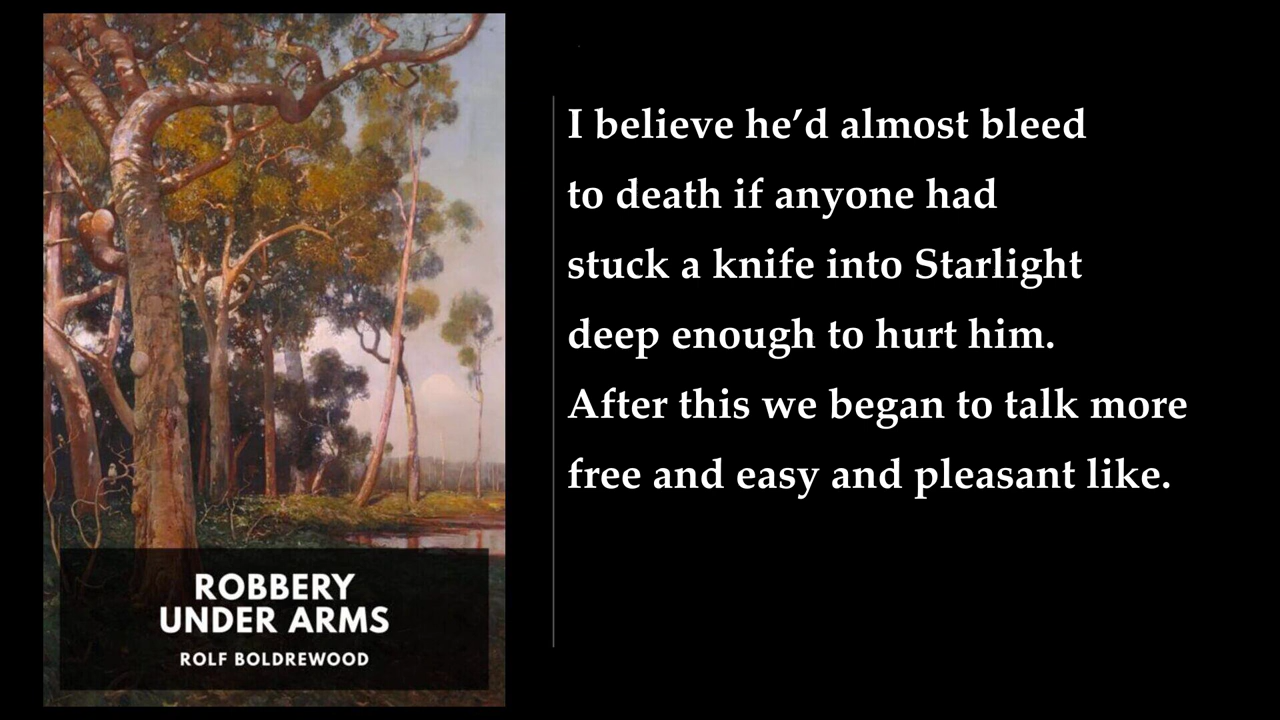 ROBBERY
UNDER ARMS
ROLF BOLDREWOOD
I believe he’d almost bleed
to death if anyone had
stuck a knife into Starlight
deep enough to hurt him.
After this we began to talk more
free and easy and pleasant like.